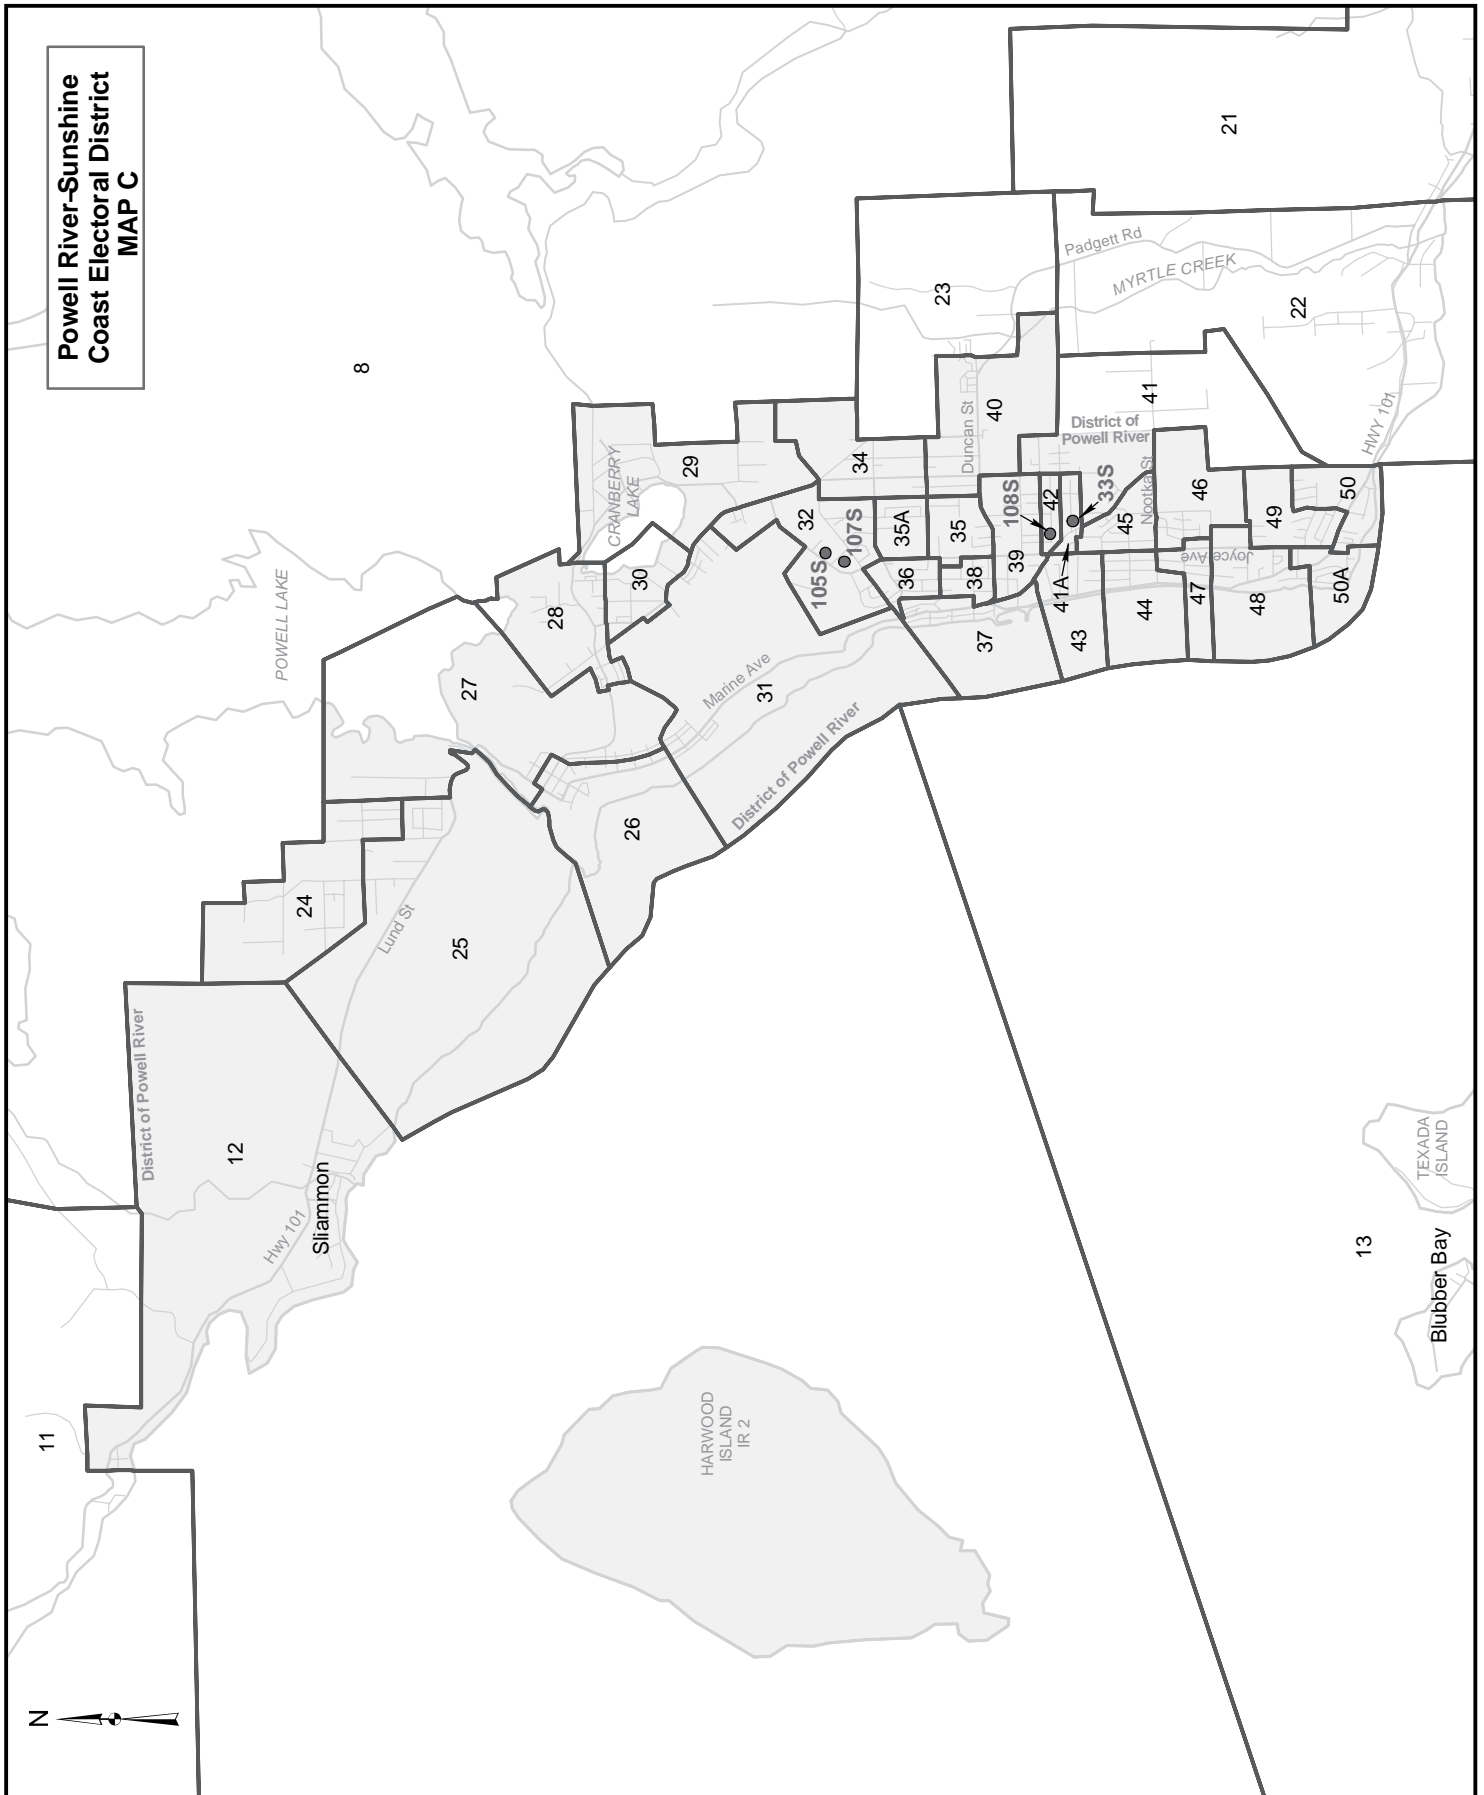 Powell River-Sunshine
Coast Electoral District
MAP C
N
11
12
District of Powell River
Hwy 101
Sliammon
24
25
Lund St
POWELL LAKE
27
26
28
8
CRANBERRY
LAKE
29
30
31
Marine Ave
District of Powell River
32
105S
107S
34
35A
35
36
38
37
39
23
Duncan St
40
108S
42
33S
41A
43
District of
Powell River
41
Padgett Rd
MYRTLE CREEK
21
22
HWY 101
Nootka St
45
44
46
47
Joyce Ave
48
49
50
50A
HARWOOD
ISLAND
IR 2
13
TEXADA
ISLAND
Blubber Bay